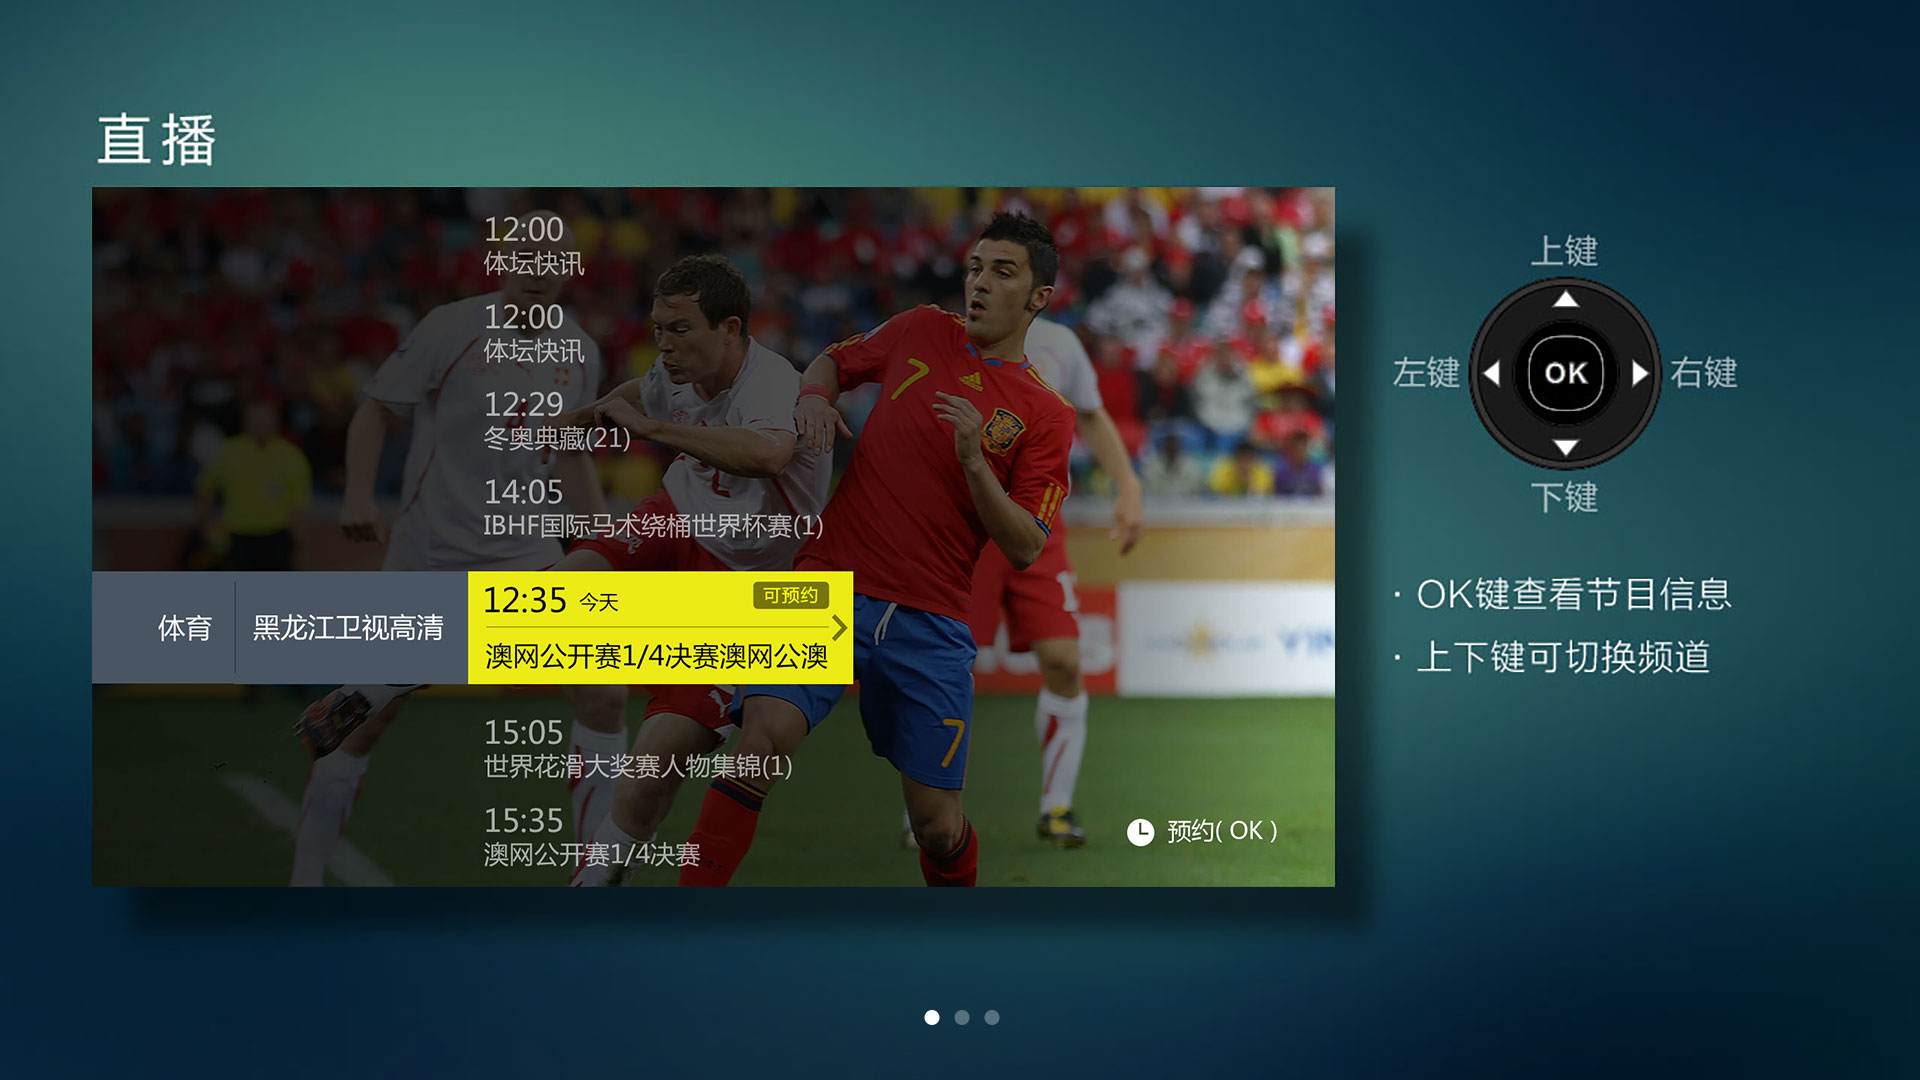 直播
12:00
体坛快讯
12:00
体坛快讯
12:29
冬奥典藏(21)
14:05
IBHF国际马术绕桶世界杯赛(1)
体育
黑龙江卫视高清
12:35 今天
可预约
澳网公开赛1/4决赛澳网公澳
15:05
世界花滑大奖赛人物集锦(1)
15:35
澳网公开赛1/4决赛
7
7
预约( OK )
上键
左键
OK
右键
下键
· OK键查看节目信息
· 上下键可切换频道